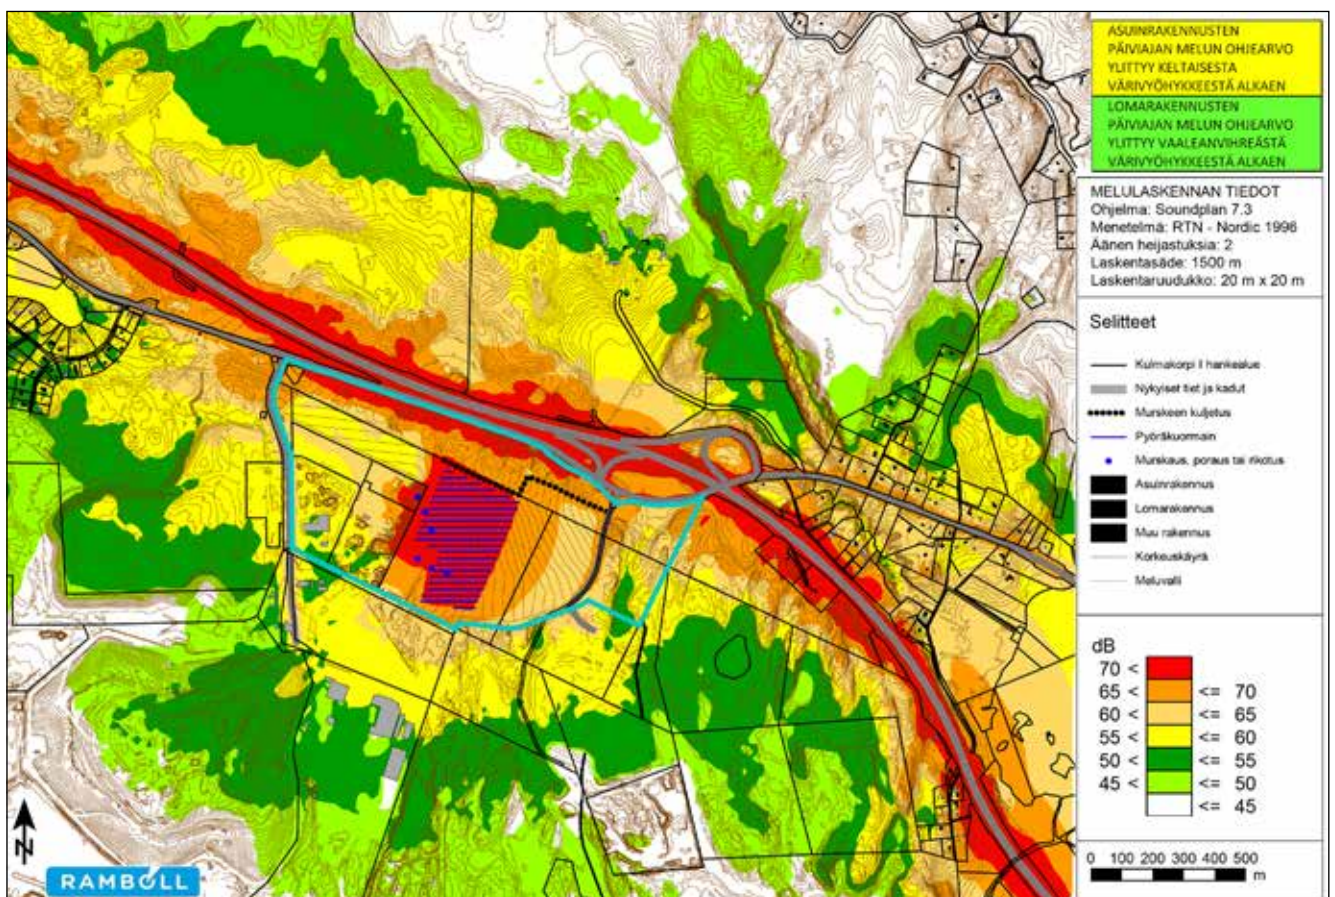 ASUINRAKENNUSTEN
PÄIVIAJAN MELUN OHJEARVO
YLITTYY KELTAISESTA
VÄRIVYÖHYKKEESTÄ ALKAEN
LOMARAKENNUSTEN
PÄIVIAJAN MELUN OHJEARVO
YLITTYY VAALEANVIHREÄSTÄ
VÄRIVYÖHYKKEESTÄ ALKAEN
MELULASKENNAN TIEDOT
Ohjelma: Soundplan 7.3
Menetelmä: RTN - Nordic 1996
Äänen heijastuksia: 2
Laskentasäde: 1500 m
Laskentaruudukko: 20 m x 20 m
Selitteet
Kulmakorpi II hankealue
Nykyiset tiet ja kadut
Murskeen kuljetus
Pyöräkuormain
Murskaus, poraus tai rikotus
Asuinrakennus
Lomarakennus
Muu rakennus
Korkeuskäyrä
Meluvalli
dB
70 <
65 < <= 70
60 < <= 65
55 < <= 60
50 < <= 55
45 < <= 50
<= 45
0 100 200 300 400 500
m
N
RAMBOLL